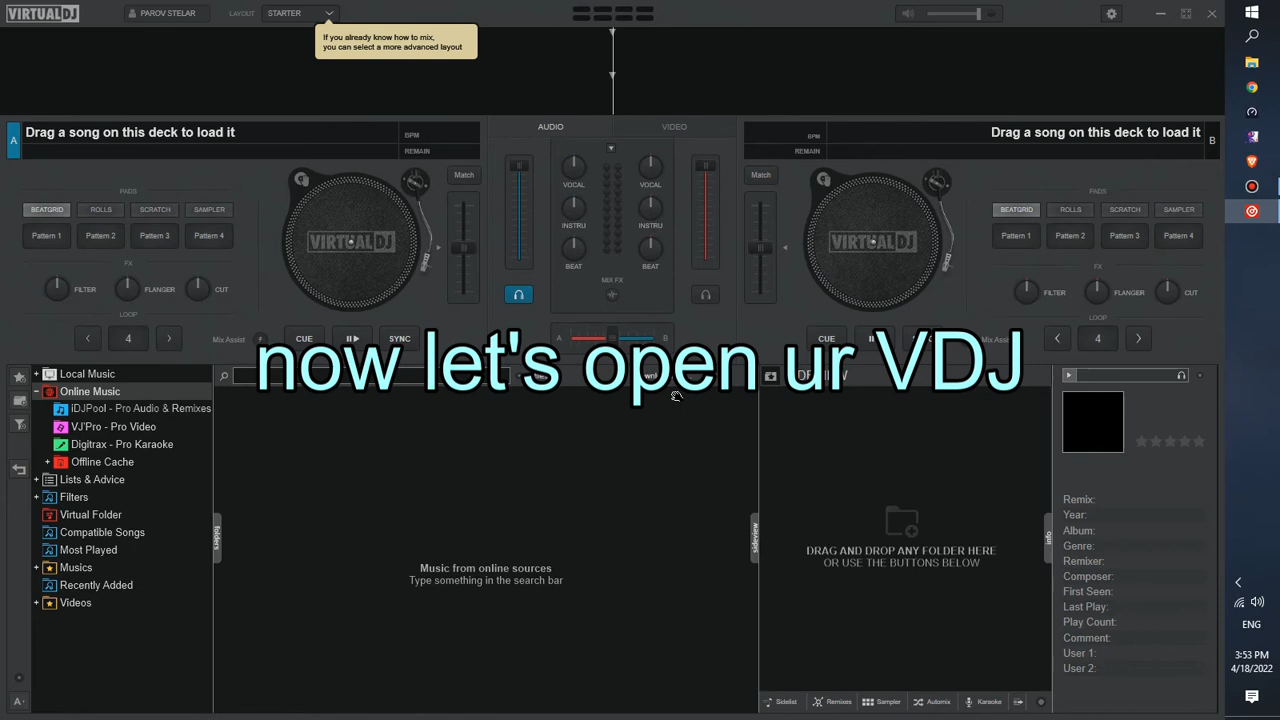 VIRTUALDJ
PAROV STELAR
LAYOUT
STARTER
If you already know how to mix,
you can select a more advanced layout
A
Drag a song on this deck to load it
BPM
REMAIN
AUDIO
VIDEO
BPM
REMAIN
Drag a song on this deck to load it
B
PADS
BEATGRID
ROLLS
SCRATCH
SAMPLER
Pattern 1
Pattern 2
Pattern 3
Pattern 4
FX
FILTER
FLANGER
CUT
LOOP
4
Mix Assist
VIRTUALDJ
Match
CUE
SYNC
VOCAL
INSTRU
BEAT
VOCAL
INSTRU
BEAT
MIX FX
A
B
Match
VIRTUALDJ
PADS
BEATGRID
ROLLS
SCRATCH
SAMPLER
Pattern 1
Pattern 2
Pattern 3
Pattern 4
FX
FILTER
FLANGER
CUT
LOOP
CUE
4
now let's open ur VDJ
Local Music
Online Music
iDJPool - Pro Audio & Remixes
VJ'Pro - Pro Video
Digitrax - Pro Karaoke
Offline Cache
Lists & Advice
Filters
Virtual Folder
Compatible Songs
Most Played
Musics
Recently Added
Videos
folders
Music from online sources
Type something in the search bar
sideview
DRAG AND DROP ANY FOLDER HERE
OR USE THE BUTTONS BELOW
Sidelist
Remixes
Sampler
Automix
Karaoke
info
Remix:
Year:
Album:
Genre:
Remixer:
Composer:
First Seen:
Last Play:
Play Count:
Comment:
User 1:
User 2:
ENG
3:53 PM
4/18/2022